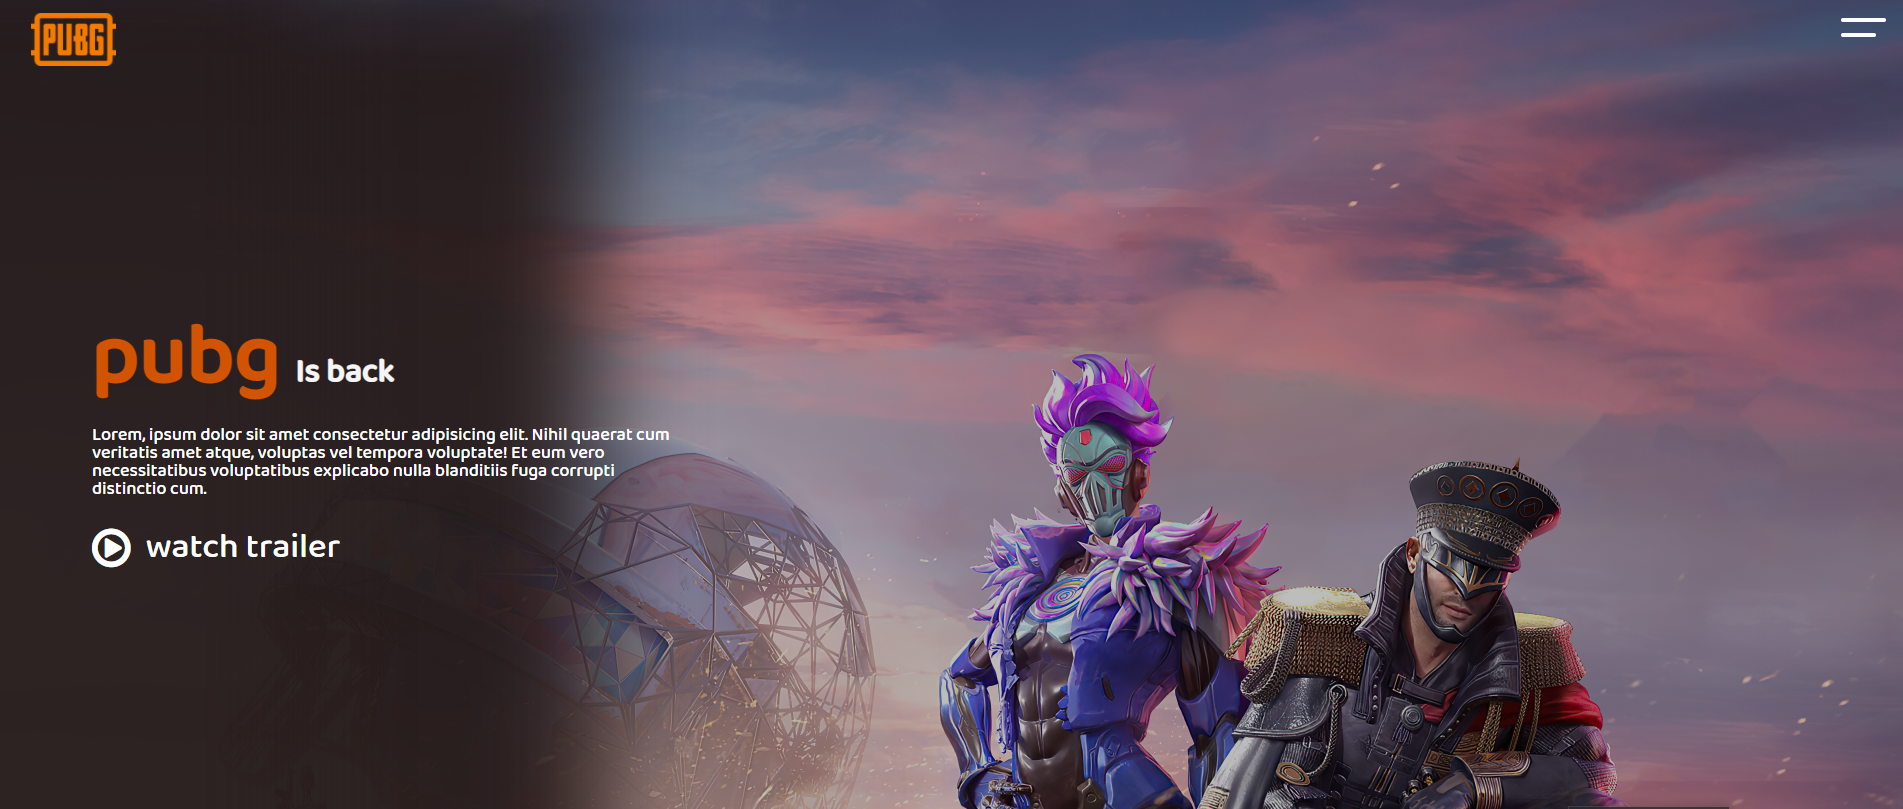 PUBG
pubg Is back
Lorem, ipsum dolor sit amet consectetur adipisicing elit. Nihil quaerat cum
veritatis amet atque, voluptas vel tempora voluptate! Et eum vero
necessitatibus voluptatibus explicabo nulla blanditiis fuga corrupti
distinctio cum.
watch trailer